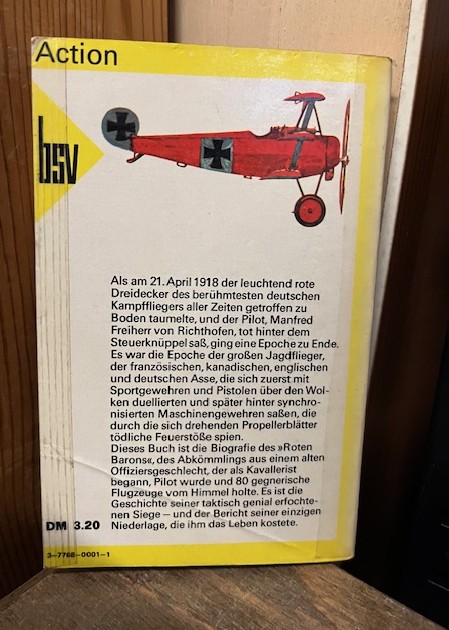 Action
bsv
Als am 21. April 1918 der leuchtend rote
Dreidecker des berühmtesten deutschen
Kampffliegers aller Zeiten getroffen zu
Boden taumelte, und der Pilot, Manfred
Freiherr von Richthofen, tot hinter dem
Steuerknüppel saß, ging eine Epoche zu Ende.
Es war die Epoche der großen Jagdflieger,
der französischen, kanadischen, englischen
und deutschen Asse, die sich zuerst mit
Sportgewehren und Pistolen über den Wol-
ken duellierten und später hinter synchro-
nisierten Maschinengewehren saßen, die
durch die sich drehenden Propellerblätter
tödliche Feuerstöße spien.
Dieses Buch ist die Biografie des »Roten
Barons«, des Abkömmlings aus einem alten
Offiziersgeschlecht, der als Kavallerist
begann, Pilot wurde und 80 gegnerische
Flugzeuge vom Himmel holte. Es ist die
Geschichte seiner taktisch genial erfochte-
nen Siege – und der Bericht seiner einzigen
Niederlage, die ihm das Leben kostete.
DM 3.20
3-7768-0001-1